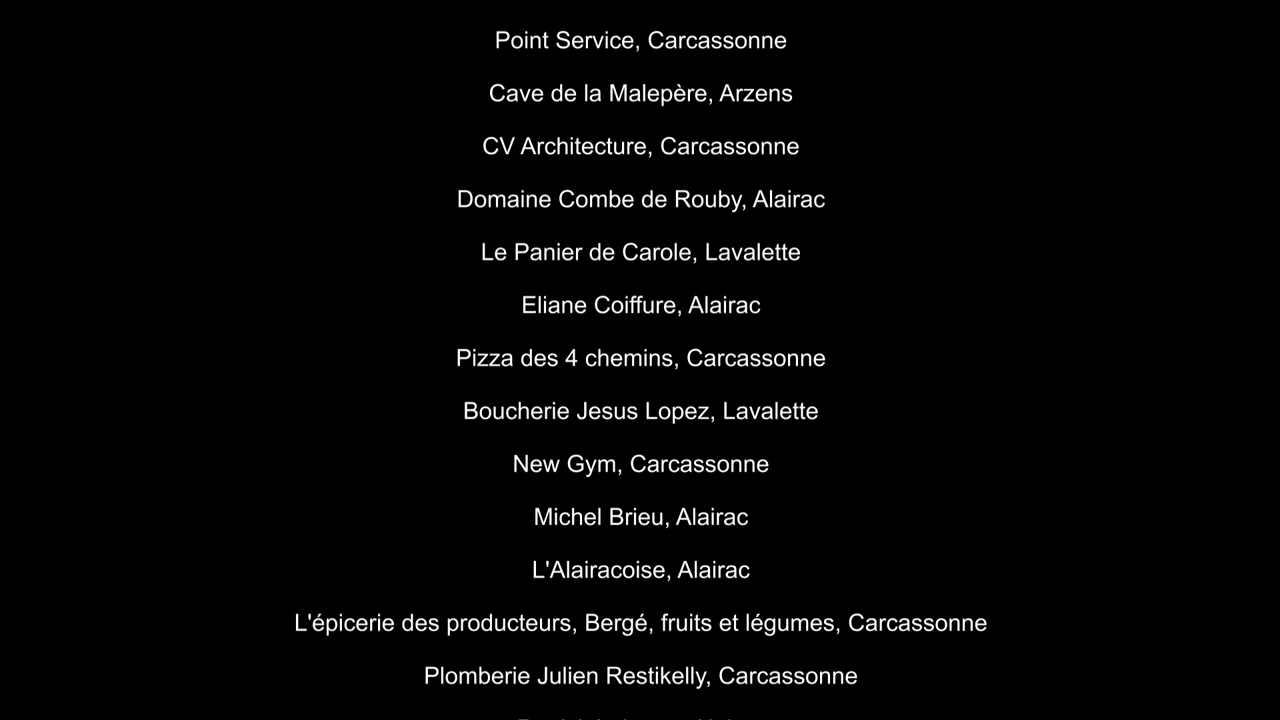 Point Service, Carcassonne
Cave de la Malepère, Arzens
CV Architecture, Carcassonne
Domaine Combe de Rouby, Alairac
Le Panier de Carole, Lavalette
Eliane Coiffure, Alairac
Pizza des 4 chemins, Carcassonne
Boucherie Jesus Lopez, Lavalette
New Gym, Carcassonne
Michel Brieu, Alairac
L'Alairacoise, Alairac
L'épicerie des producteurs, Bergé, fruits et légumes, Carcassonne
Plomberie Julien Restikelly, Carcassonne